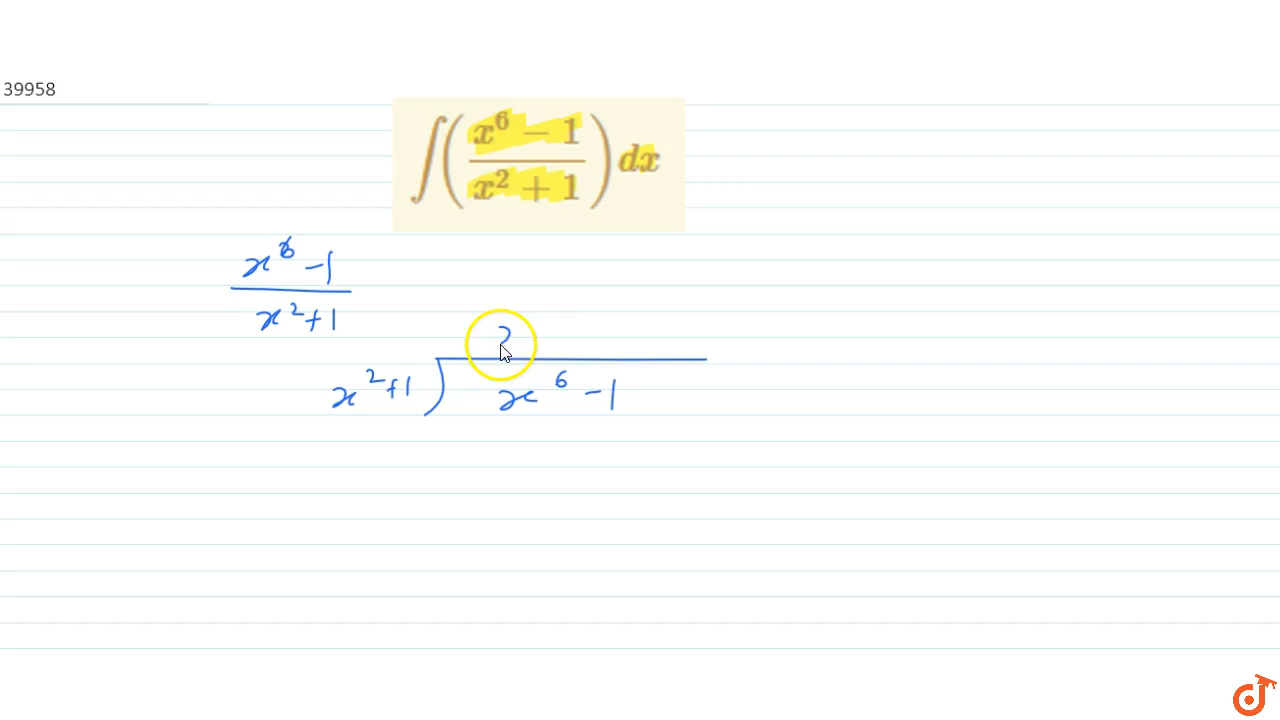 39958
∫((x⁶ − 1)/(x² + 1)) dx
x⁶ − 1
x² + 1
x² + 1 ) x⁶ − 1